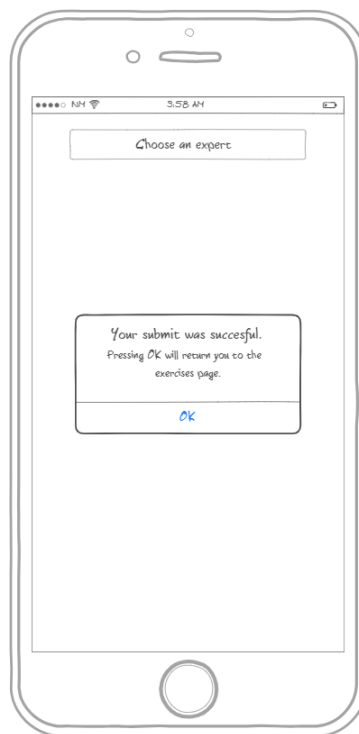 NM 3:58 AM
Choose an expert
Your submit was succesful.
Pressing OK will return you to the
exercises page.
OK